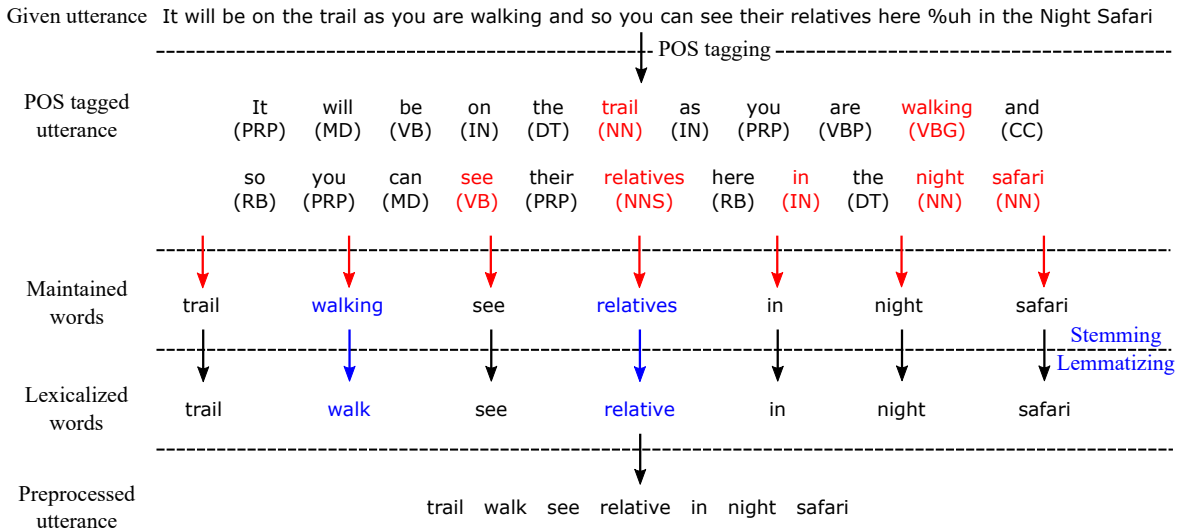 Given utterance It will be on the trail as you are walking and so you can see their relatives here %uh in the Night Safari
POS tagging
POS tagged
utterance
It will be on the trail as you are walking and
(PRP) (MD) (VB) (IN) (DT) (NN) (IN) (PRP) (VBP) (VBG) (CC)
so you can see their relatives here in the night safari
(RB) (PRP) (MD) (VB) (PRP) (NNS) (RB) (IN) (DT) (NN) (NN)
Maintained
words
trail walking see relatives in night safari
Stemming
Lemmatizing
Lexicalized
words
trail walk see relative in night safari
Preprocessed
utterance
trail walk see relative in night safari